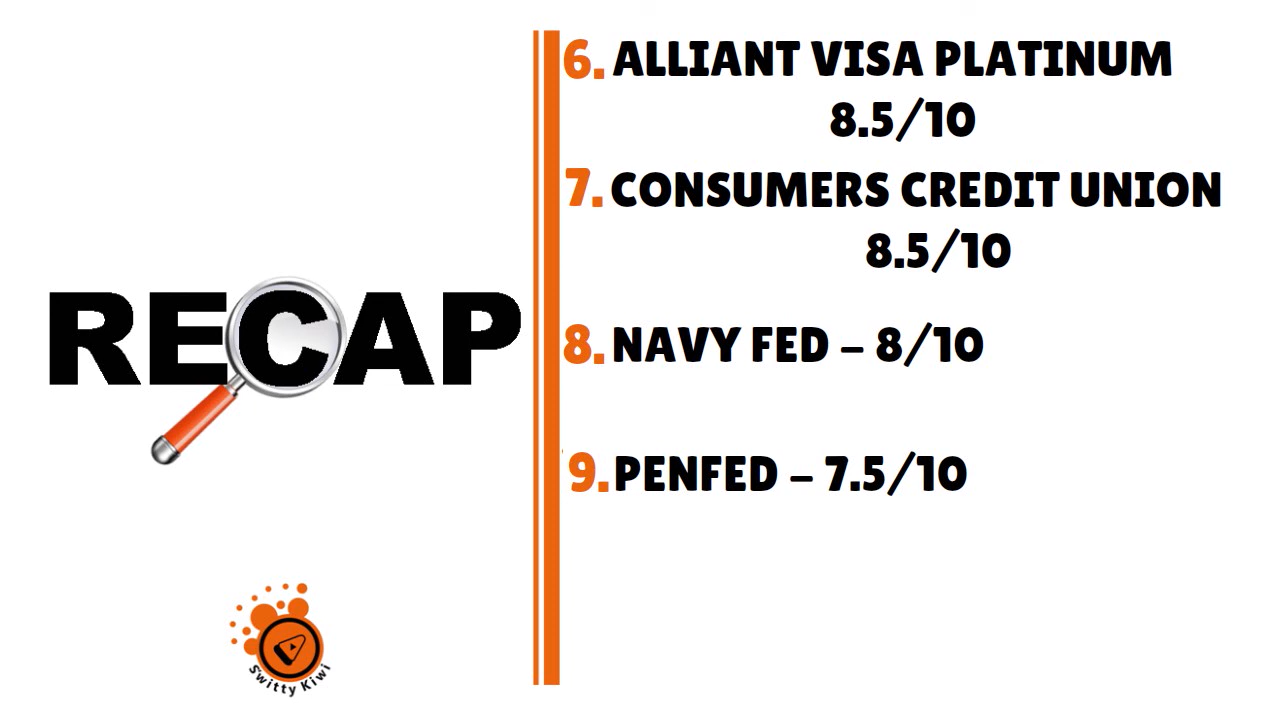 RECAP
6. ALLIANT VISA PLATINUM
8.5/10
7. CONSUMERS CREDIT UNION
8.5/10
8. NAVY FED – 8/10
9. PENFED – 7.5/10
Switty Kiwi